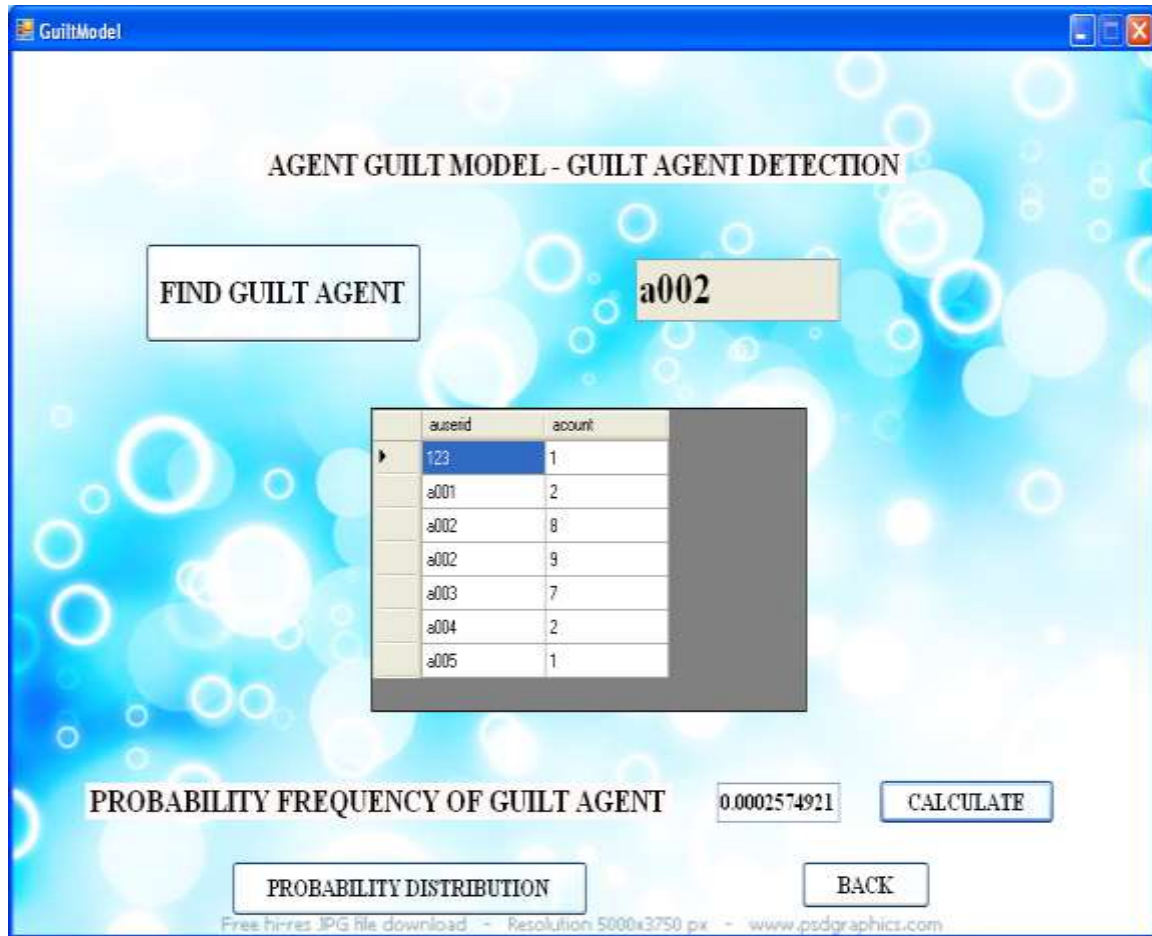 GuiltModel
AGENT GUILT MODEL - GUILT AGENT DETECTION
FIND GUILT AGENT a002
auserid acount
123 1
a001 2
a002 8
a002 9
a003 7
a004 2
a005 1
PROBABILITY FREQUENCY OF GUILT AGENT 0.0002574921 CALCULATE
PROBABILITY DISTRIBUTION BACK
Free hi-res JPG file download - Resolution 5000x3750 px - www.psdgraphics.com